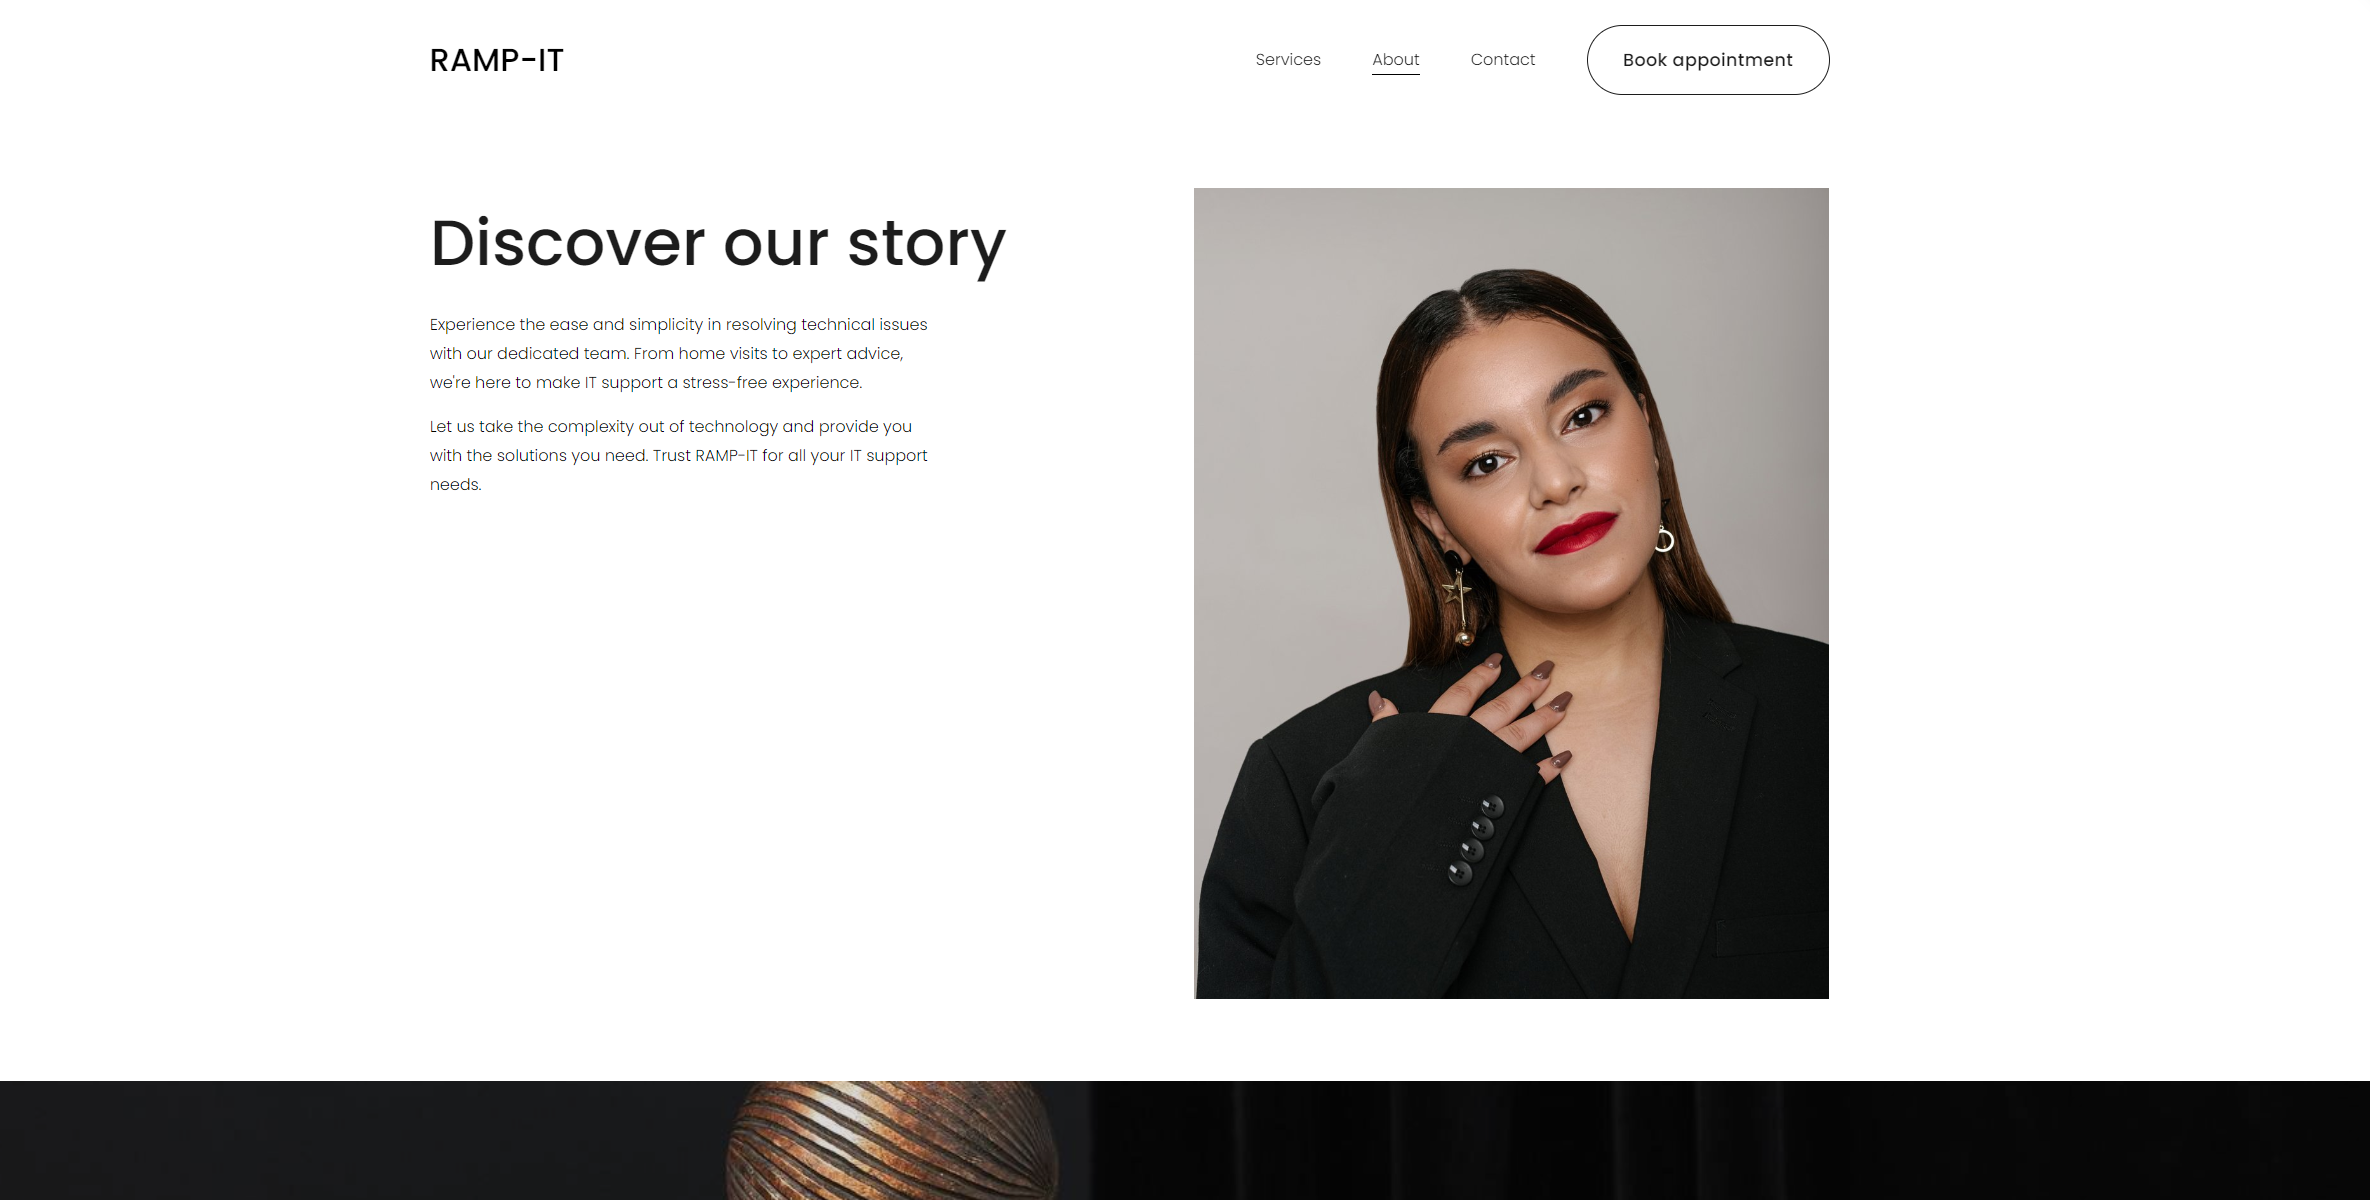 RAMP-IT
Services
About
Contact
Book appointment
Discover our story
Experience the ease and simplicity in resolving technical issues
with our dedicated team. From home visits to expert advice,
we're here to make IT support a stress-free experience.
Let us take the complexity out of technology and provide you
with the solutions you need. Trust RAMP-IT for all your IT support
needs.